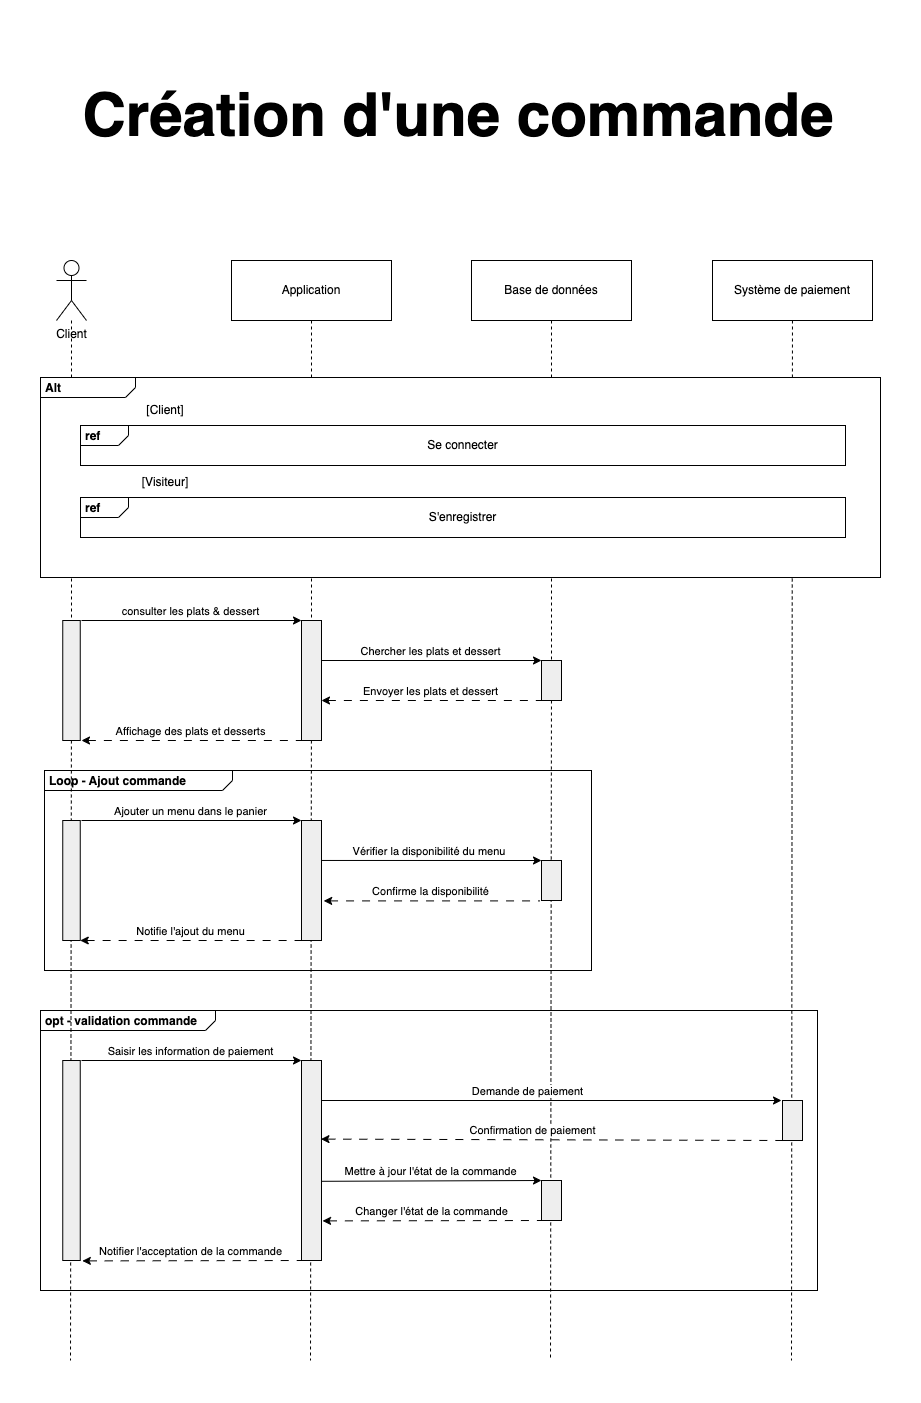 Création d'une commande
Client
Application
Base de données
Système de paiement
Alt
[Client]
ref
Se connecter
[Visiteur]
ref
S'enregistrer
consulter les plats & dessert
Chercher les plats et dessert
Envoyer les plats et dessert
Affichage des plats et desserts
Loop - Ajout commande
Ajouter un menu dans le panier
Vérifier la disponibilité du menu
Confirme la disponibilité
Notifie l'ajout du menu
opt - validation commande
Saisir les information de paiement
Demande de paiement
Confirmation de paiement
Mettre à jour l'état de la commande
Changer l'état de la commande
Notifier l'acceptation de la commande